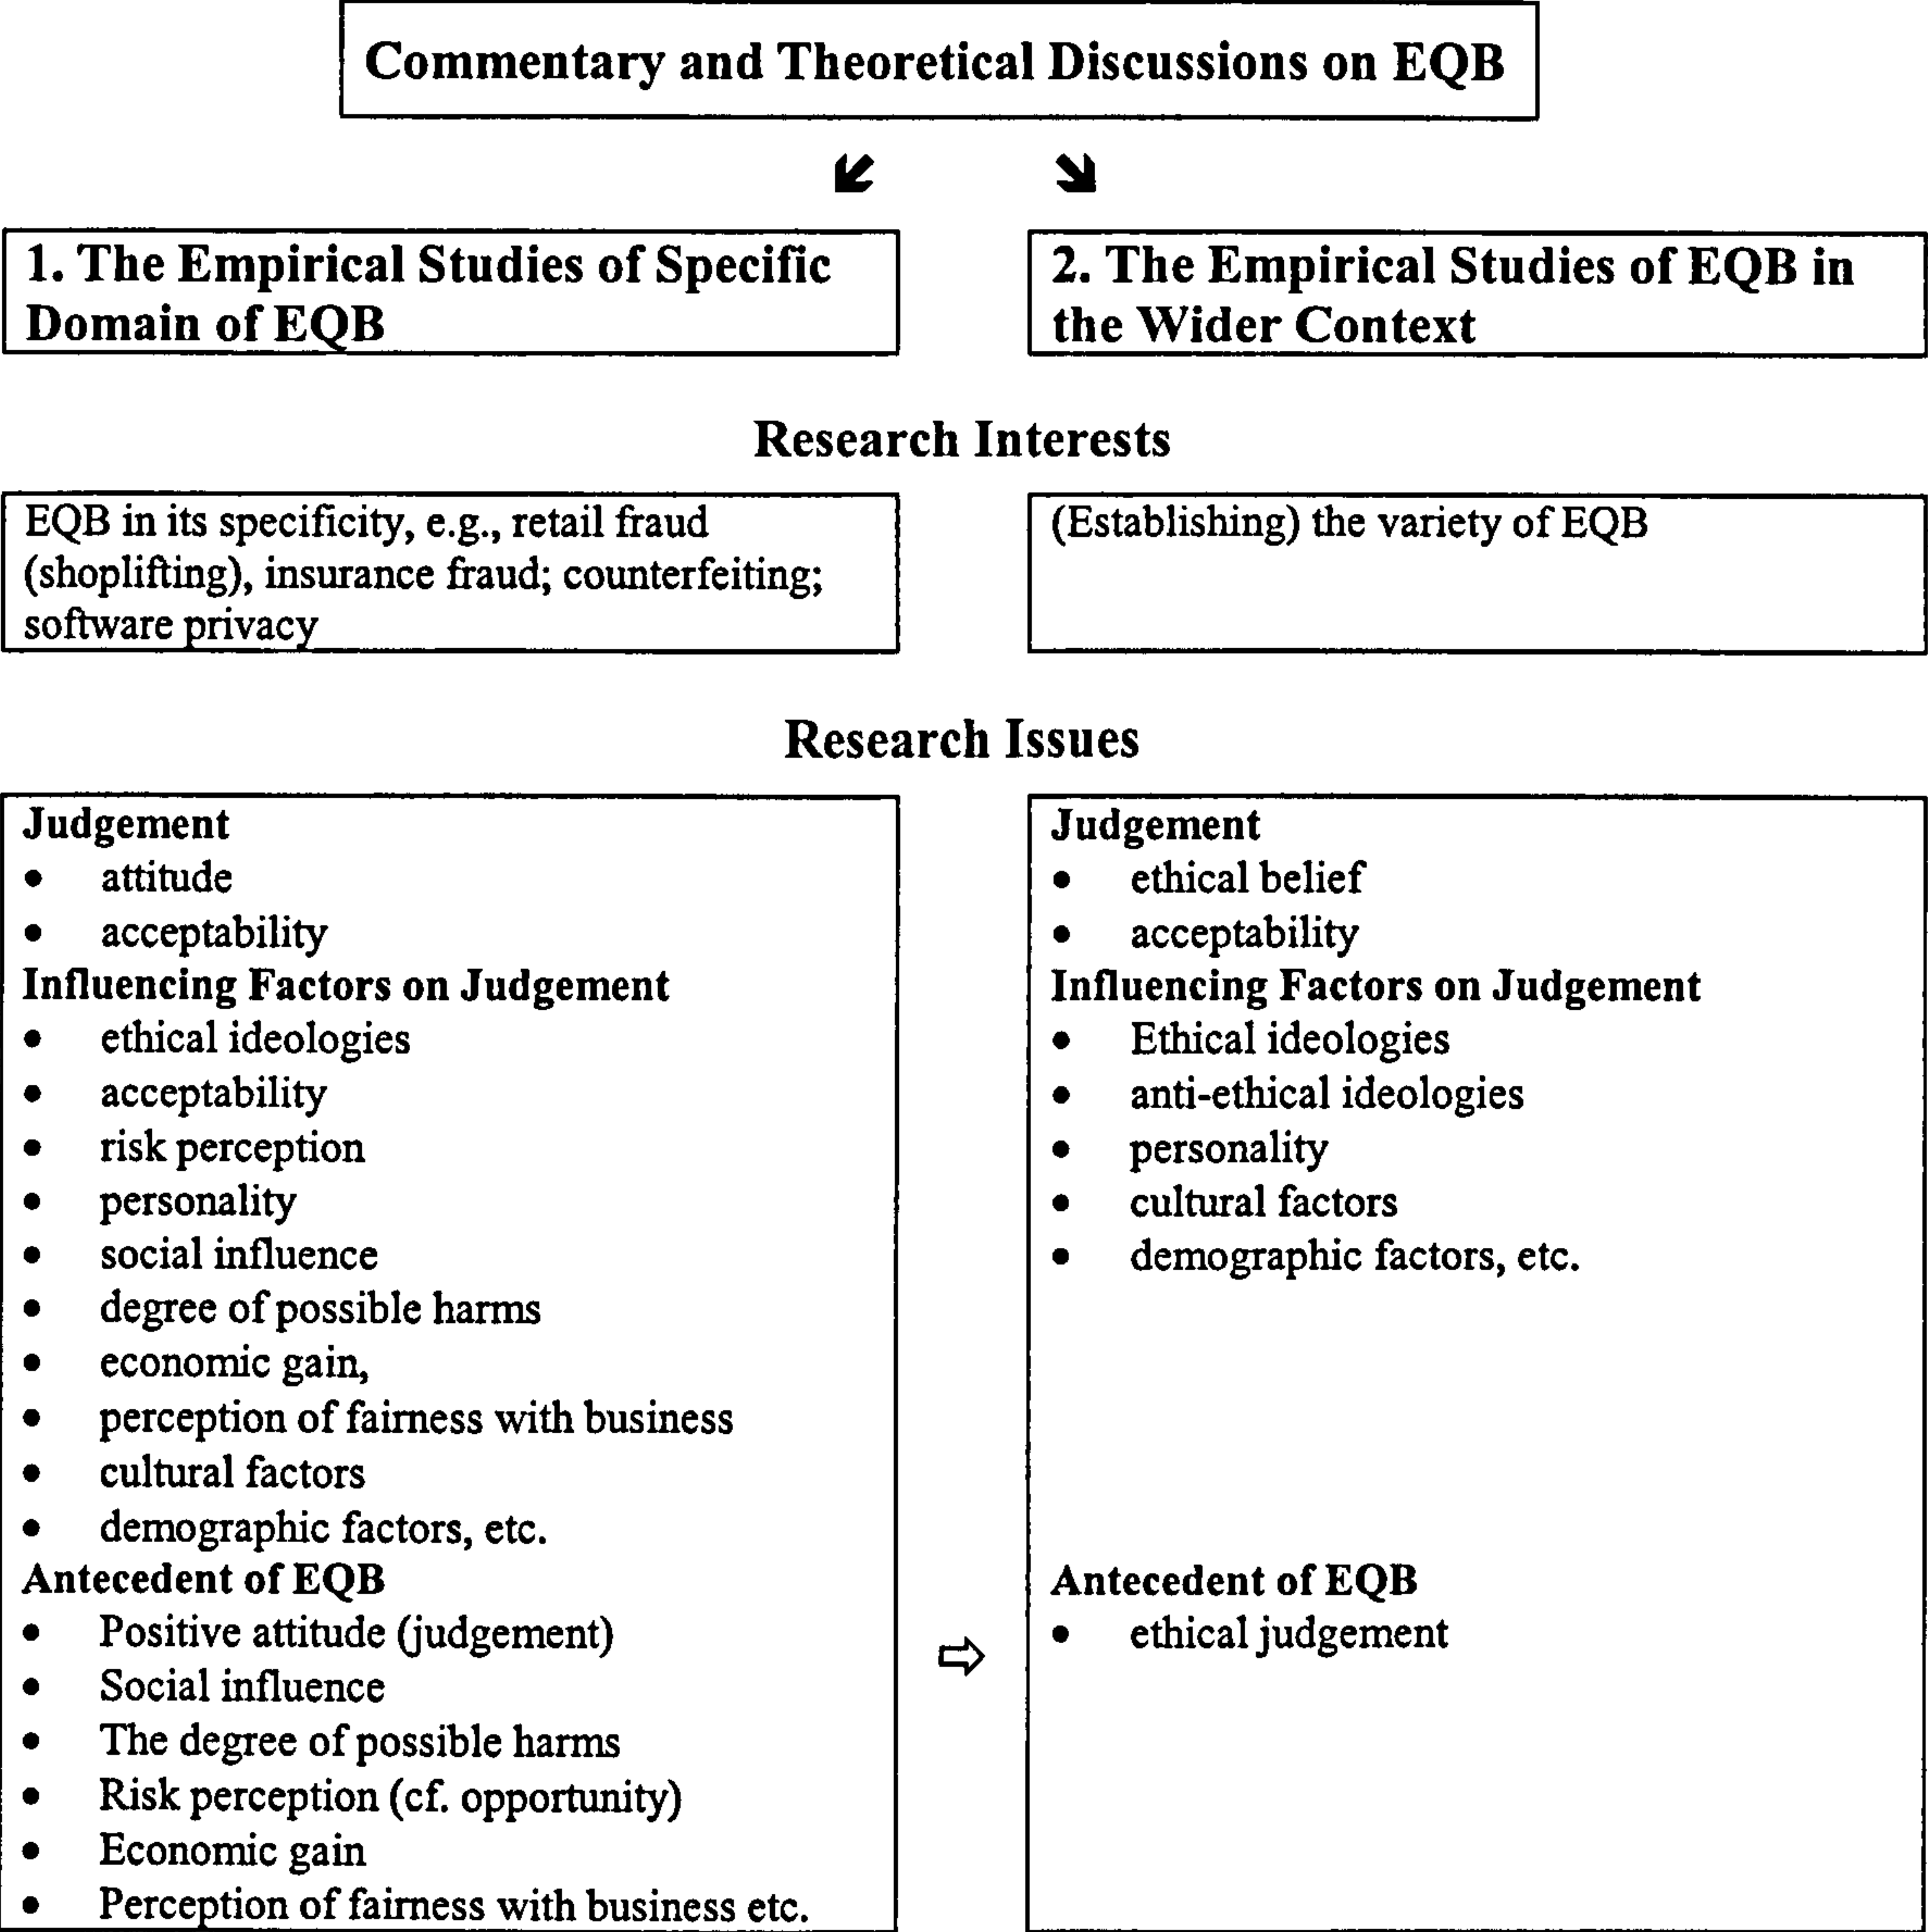 Commentary and Theoretical Discussions on EQB
1. The Empirical Studies of Specific
Domain of EQB
2. The Empirical Studies of EQB in
the Wider Context
Research Interests
EQB in its specificity, e.g., retail fraud
(shoplifting), insurance fraud; counterfeiting;
software privacy
(Establishing) the variety of EQB
Research Issues
Judgement
• attitude
• acceptability
Influencing Factors on Judgement
• ethical ideologies
• acceptability
• risk perception
• personality
• social influence
• degree of possible harms
• economic gain,
• perception of fairness with business
• cultural factors
• demographic factors, etc.
Antecedent of EQB
• Positive attitude (judgement)
• Social influence
• The degree of possible harms
• Risk perception (cf. opportunity)
• Economic gain
• Perception of fairness with business etc.
Judgement
• ethical belief
• acceptability
Influencing Factors on Judgement
• Ethical ideologies
• anti-ethical ideologies
• personality
• cultural factors
• demographic factors, etc.
Antecedent of EQB
• ethical judgement